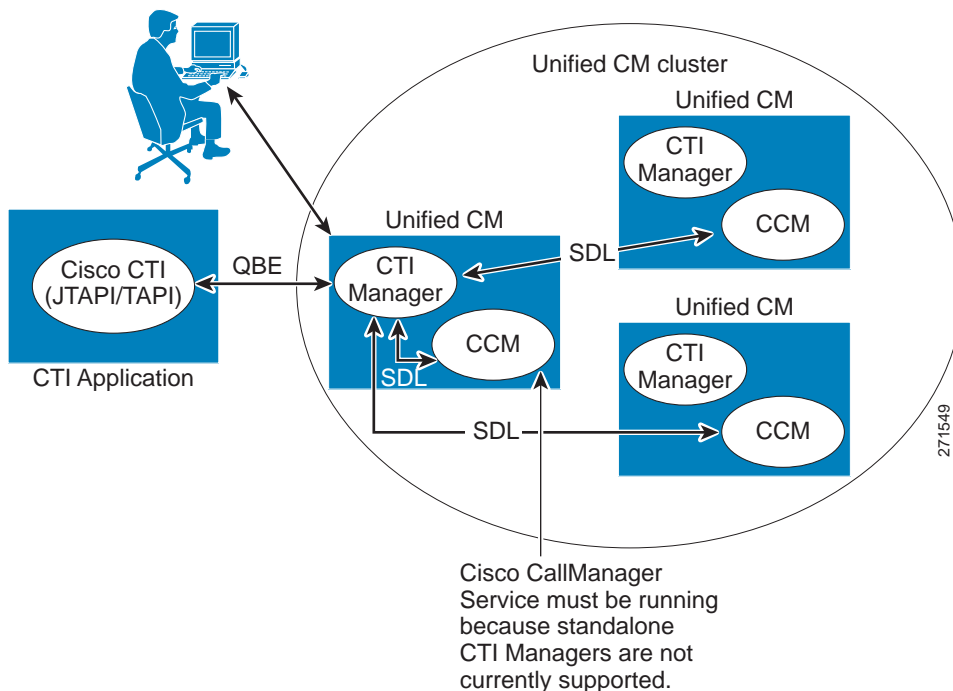 Unified CM cluster
Unified CM
CTI
Manager
CCM
SDL
Unified CM
CTI
Manager
CCM
SDL
QBE
Cisco CTI
(JTAPI/TAPI)
CTI Application
Unified CM
CTI
Manager
CCM
SDL
271549
Cisco CallManager
Service must be running
because standalone
CTI Managers are not
currently supported.